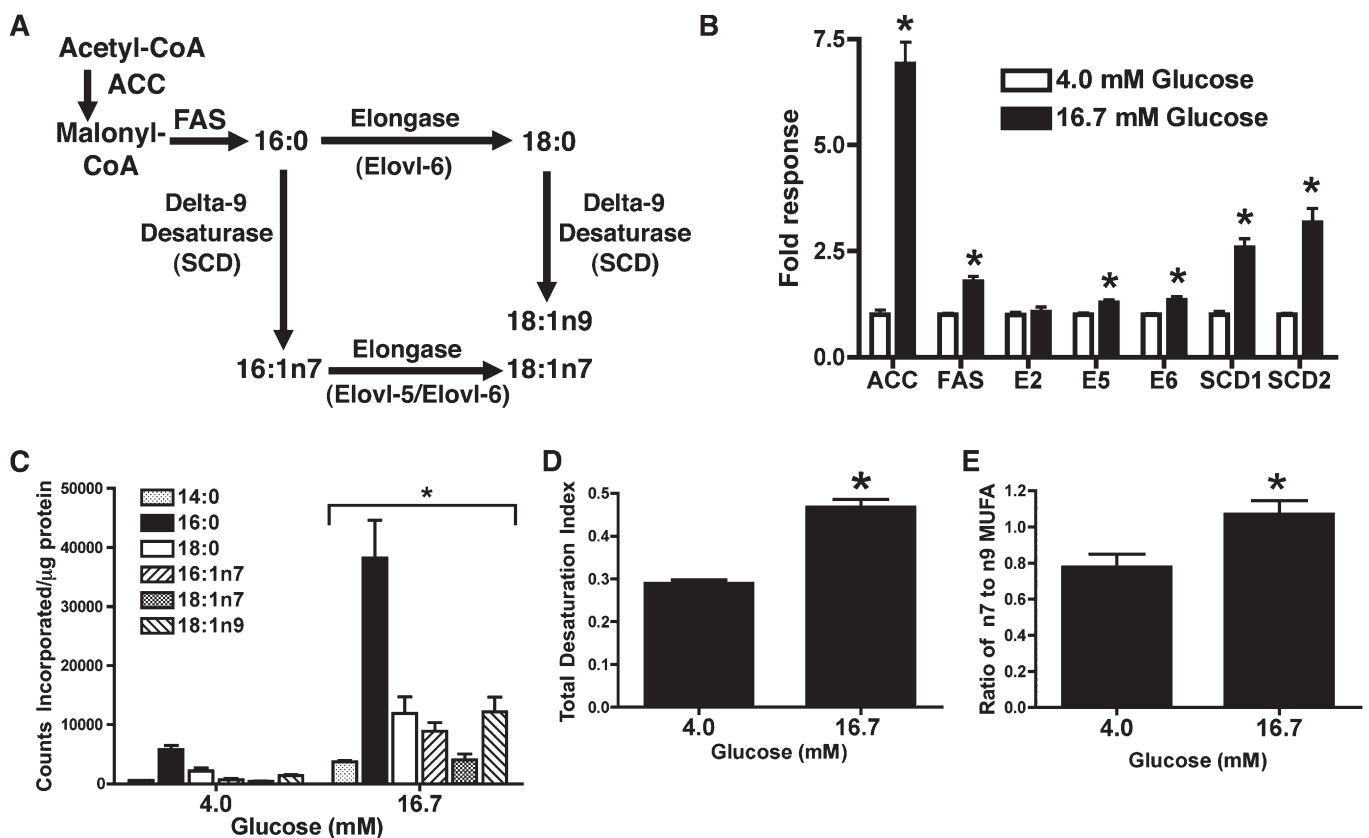 A
Acetyl-CoA
ACC
Malonyl-
CoA
FAS
16:0
Elongase
(Elovl-6)
18:0
Delta-9
Desaturase
(SCD)
Delta-9
Desaturase
(SCD)
18:1n9
16:1n7
Elongase
(Elovl-5/Elovl-6)
18:1n7
B
Fold response
7.5
5.0
2.5
0.0
*
*
*
*
*
*
4.0 mM Glucose
16.7 mM Glucose
ACC FAS E2 E5 E6 SCD1 SCD2
C
Counts Incorporated/µg protein
50000
40000
30000
20000
10000
0
14:0
16:0
18:0
16:1n7
18:1n7
18:1n9
*
4.0 16.7
Glucose (mM)
D
Total Desaturation Index
0.5
0.4
0.3
0.2
0.1
0.0
*
4.0 16.7
Glucose (mM)
E
Ratio of n7 to n9 MUFA
1.2
1.0
0.8
0.6
0.4
0.2
0.0
*
4.0 16.7
Glucose (mM)